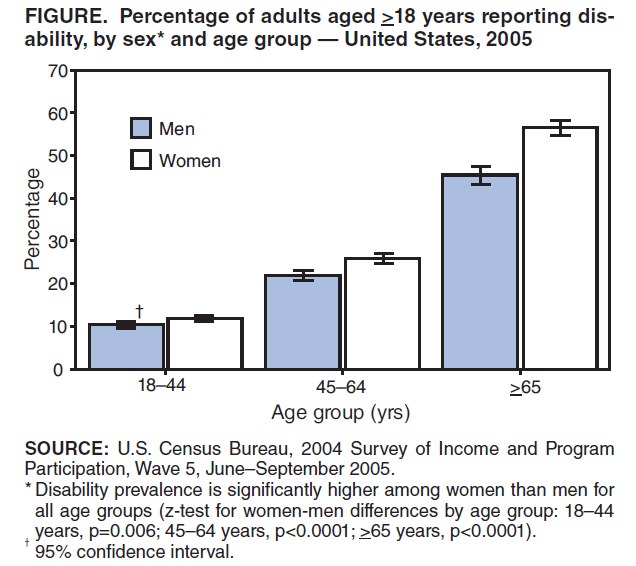 FIGURE. Percentage of adults aged ≥18 years reporting dis-
ability, by sex* and age group — United States, 2005
70
60
50
40
30
20
10
0
Percentage
Men
Women
†
18–44
45–64
≥65
Age group (yrs)
SOURCE: U.S. Census Bureau, 2004 Survey of Income and Program
Participation, Wave 5, June–September 2005.
* Disability prevalence is significantly higher among women than men for
all age groups (z-test for women-men differences by age group: 18–44
years, p=0.006; 45–64 years, p<0.0001; ≥65 years, p<0.0001).
† 95% confidence interval.